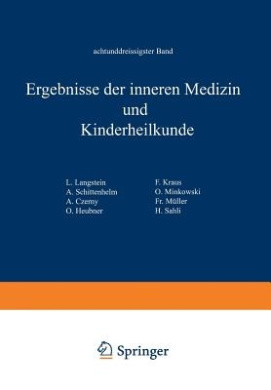 achtunddreissigster Band
Ergebnisse der inneren Medizin
und
Kinderheilkunde
L. Langstein
A. Schittenhelm
A. Czerny
O. Heubner
F. Kraus
O. Minkowski
Fr. Müller
H. Sahli
Springer